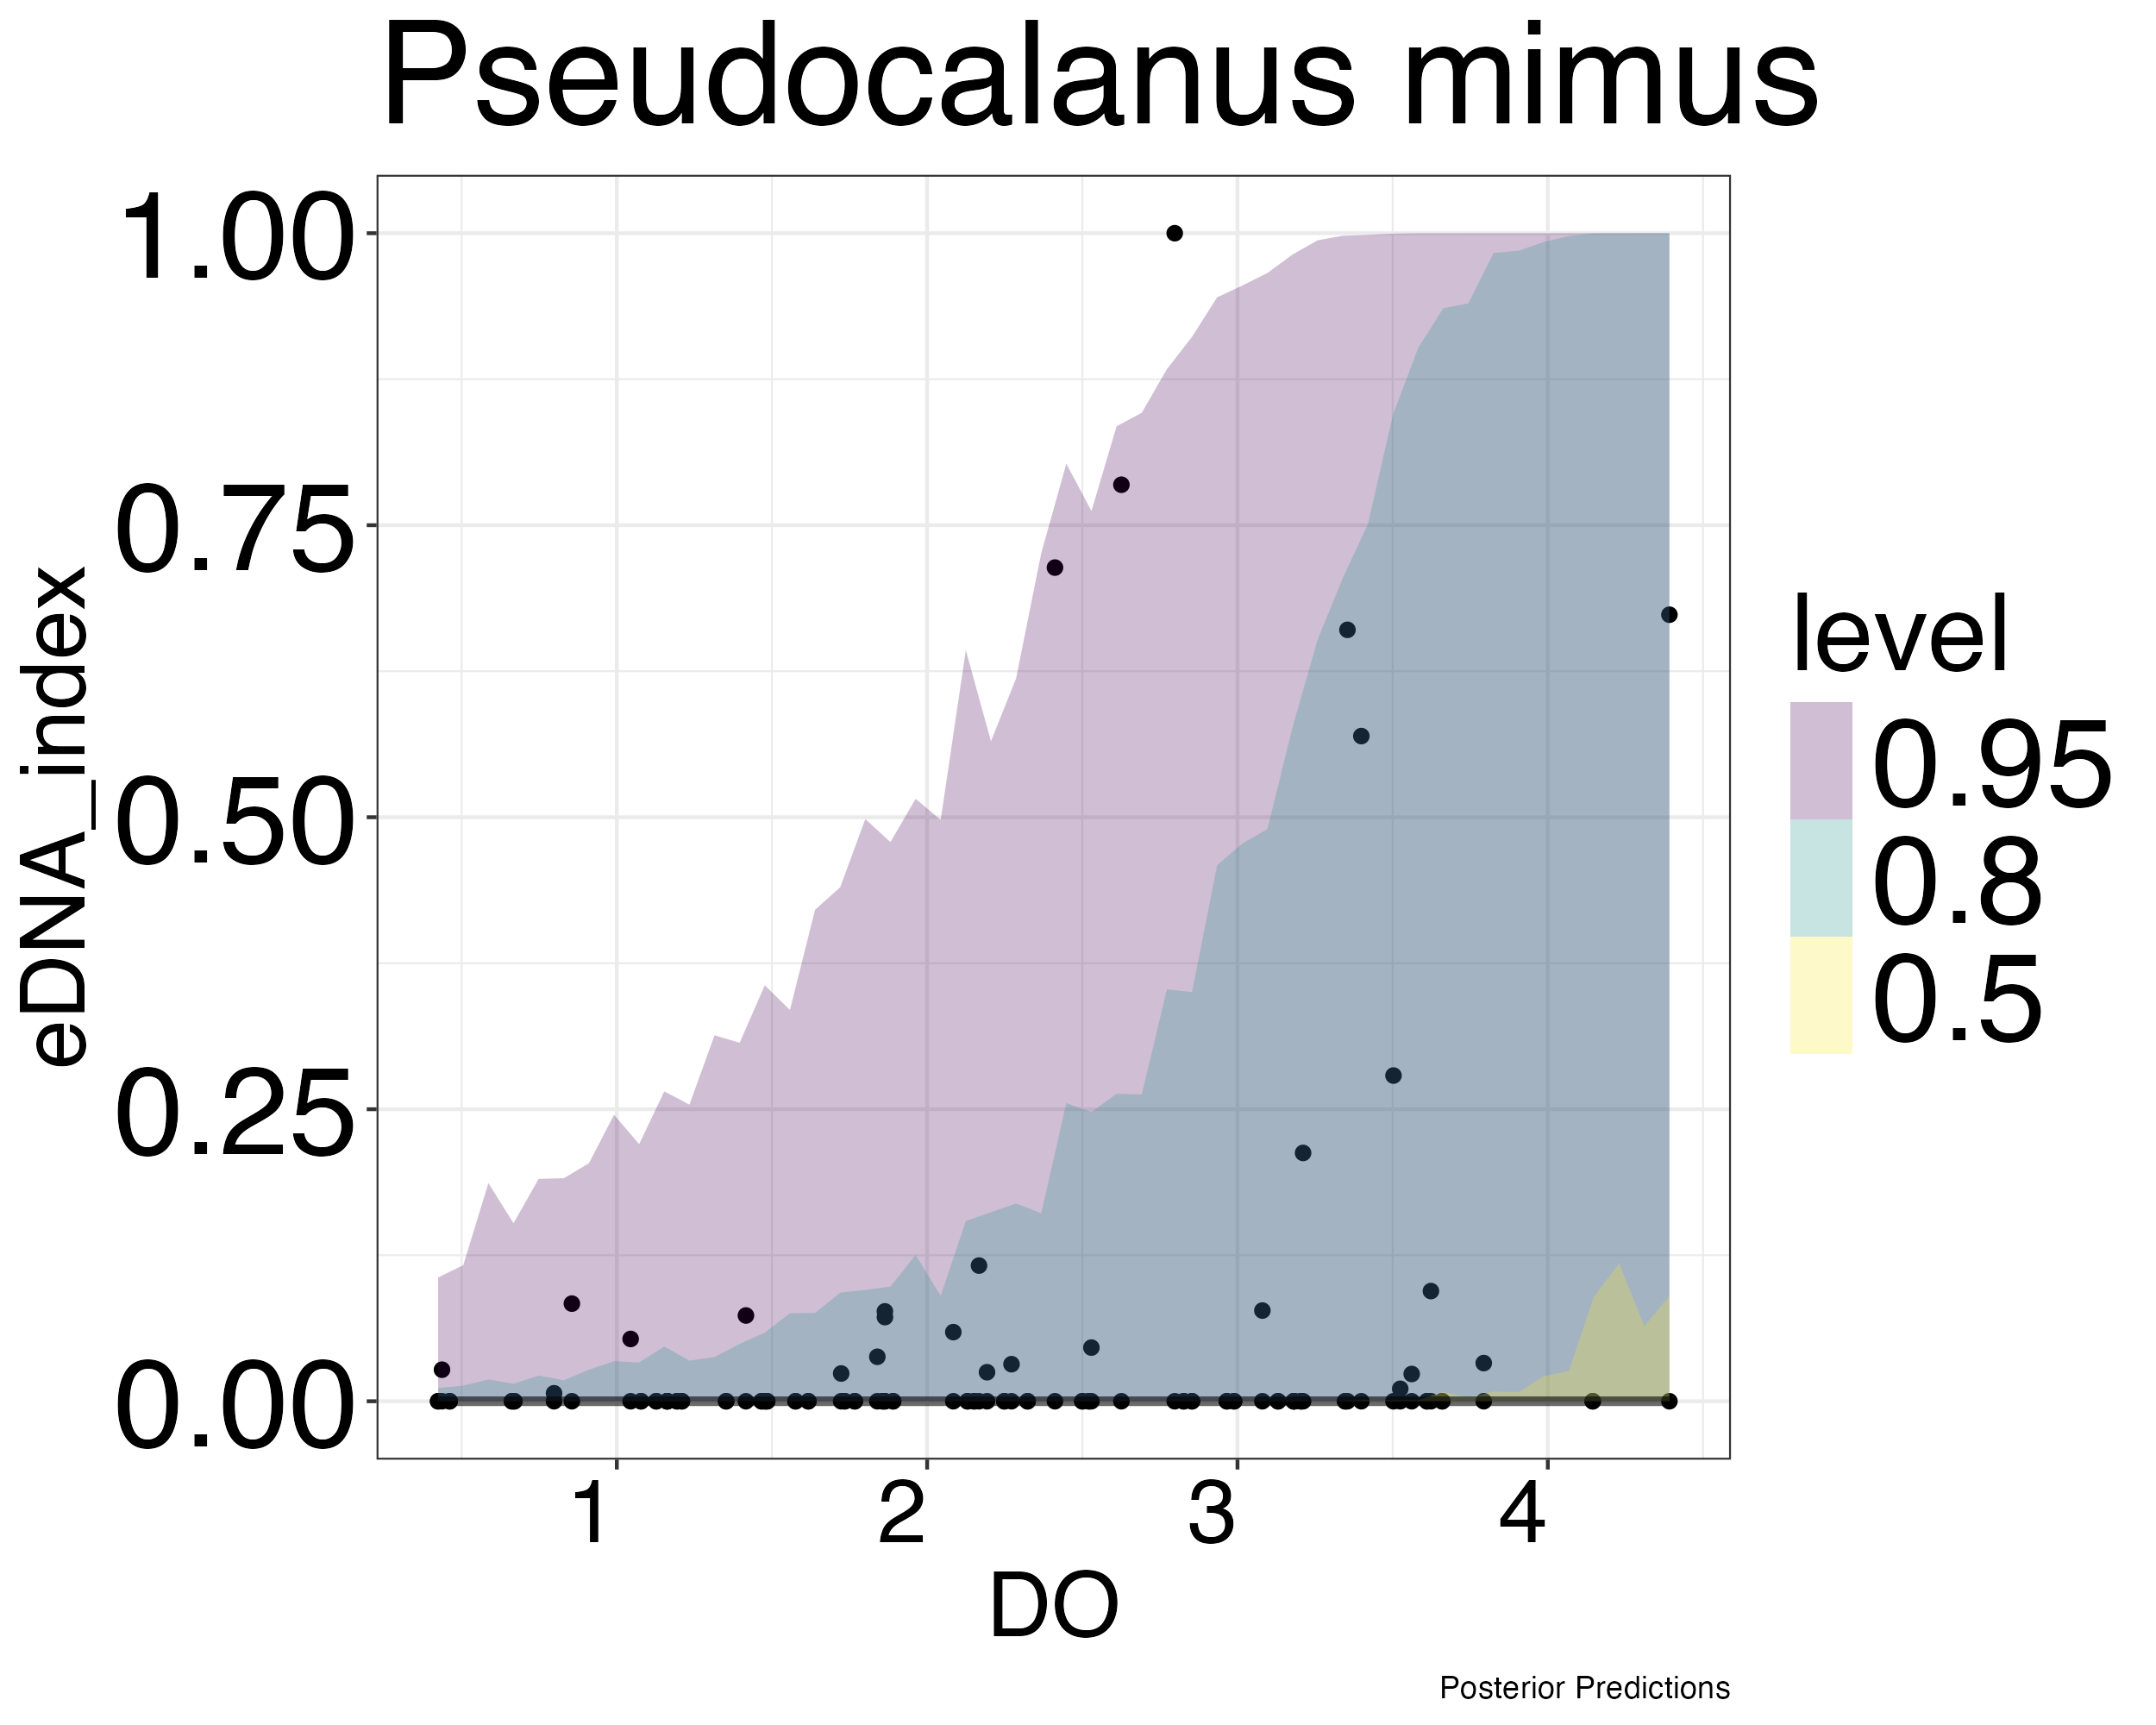 Pseudocalanus mimus
eDNA_index
1.00
0.75
0.50
0.25
0.00
1 2 3 4
DO
level
0.95
0.8
0.5
Posterior Predictions